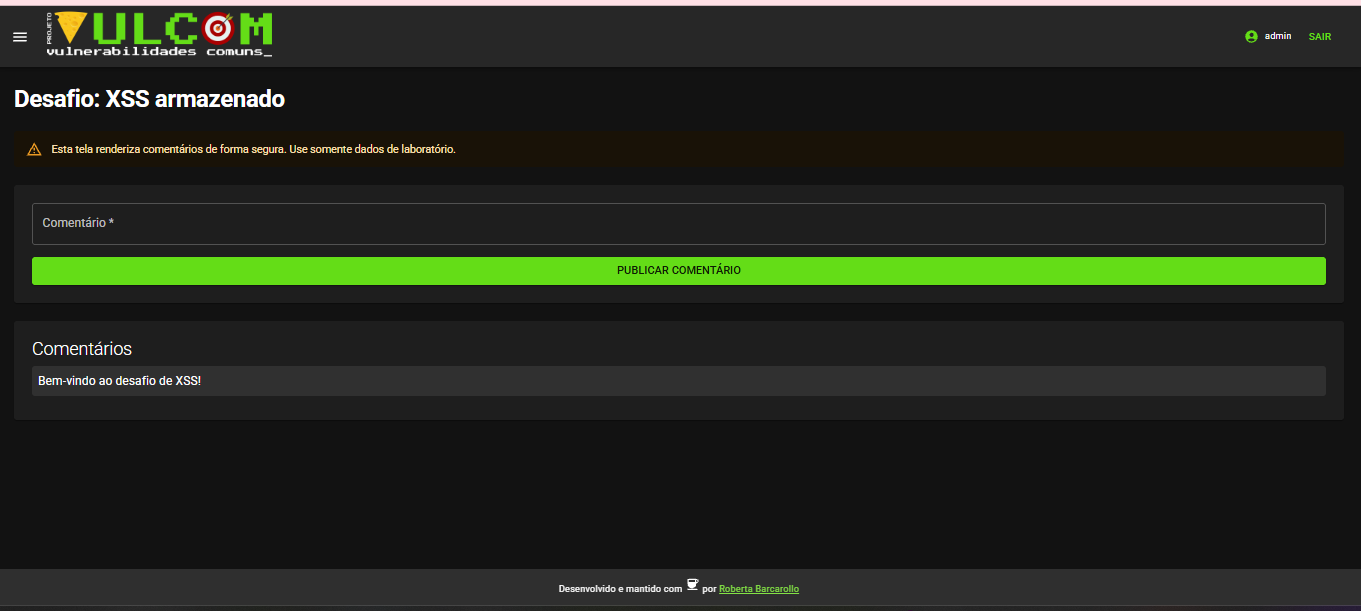 PROJETO
VULCOM
vulnerabilidades comuns_
admin
SAIR
Desafio: XSS armazenado
Esta tela renderiza comentários de forma segura. Use somente dados de laboratório.
Comentário *
PUBLICAR COMENTÁRIO
Comentários
Bem-vindo ao desafio de XSS!
Desenvolvido e mantido com por Roberta Barcarollo